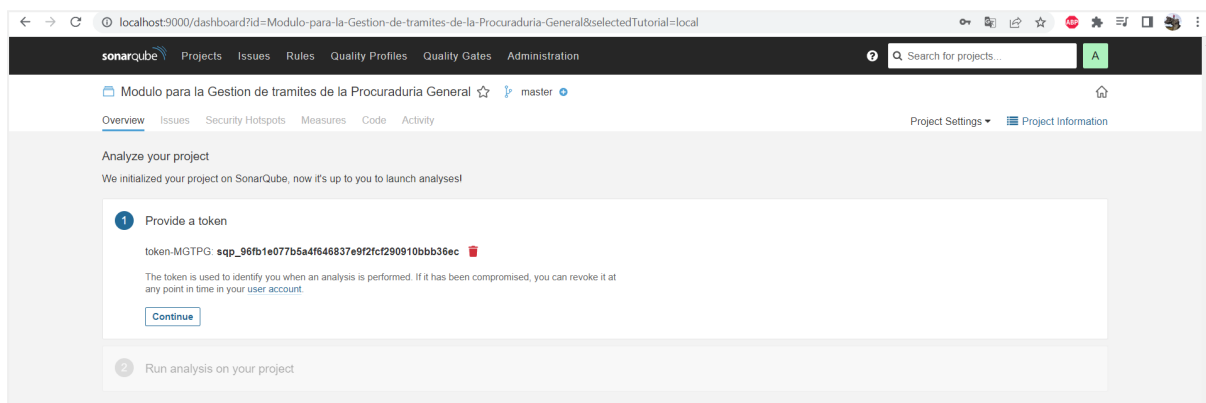 localhost:9000/dashboard?id=Modulo-para-la-Gestion-de-tramites-de-la-Procuraduria-General&selectedTutorial=local
ABP
sonarqube Projects Issues Rules Quality Profiles Quality Gates Administration ? Search for projects... A
Modulo para la Gestion de tramites de la Procuraduria General master
Overview Issues Security Hotspots Measures Code Activity Project Settings Project Information
Analyze your project
We initialized your project on SonarQube, now it's up to you to launch analyses!
1 Provide a token
token-MGTPG: sqp_96fb1e077b5a4f646837e9f2fcf290910bbb36ec
The token is used to identify you when an analysis is performed. If it has been compromised, you can revoke it at
any point in time in your user account.
Continue
2 Run analysis on your project